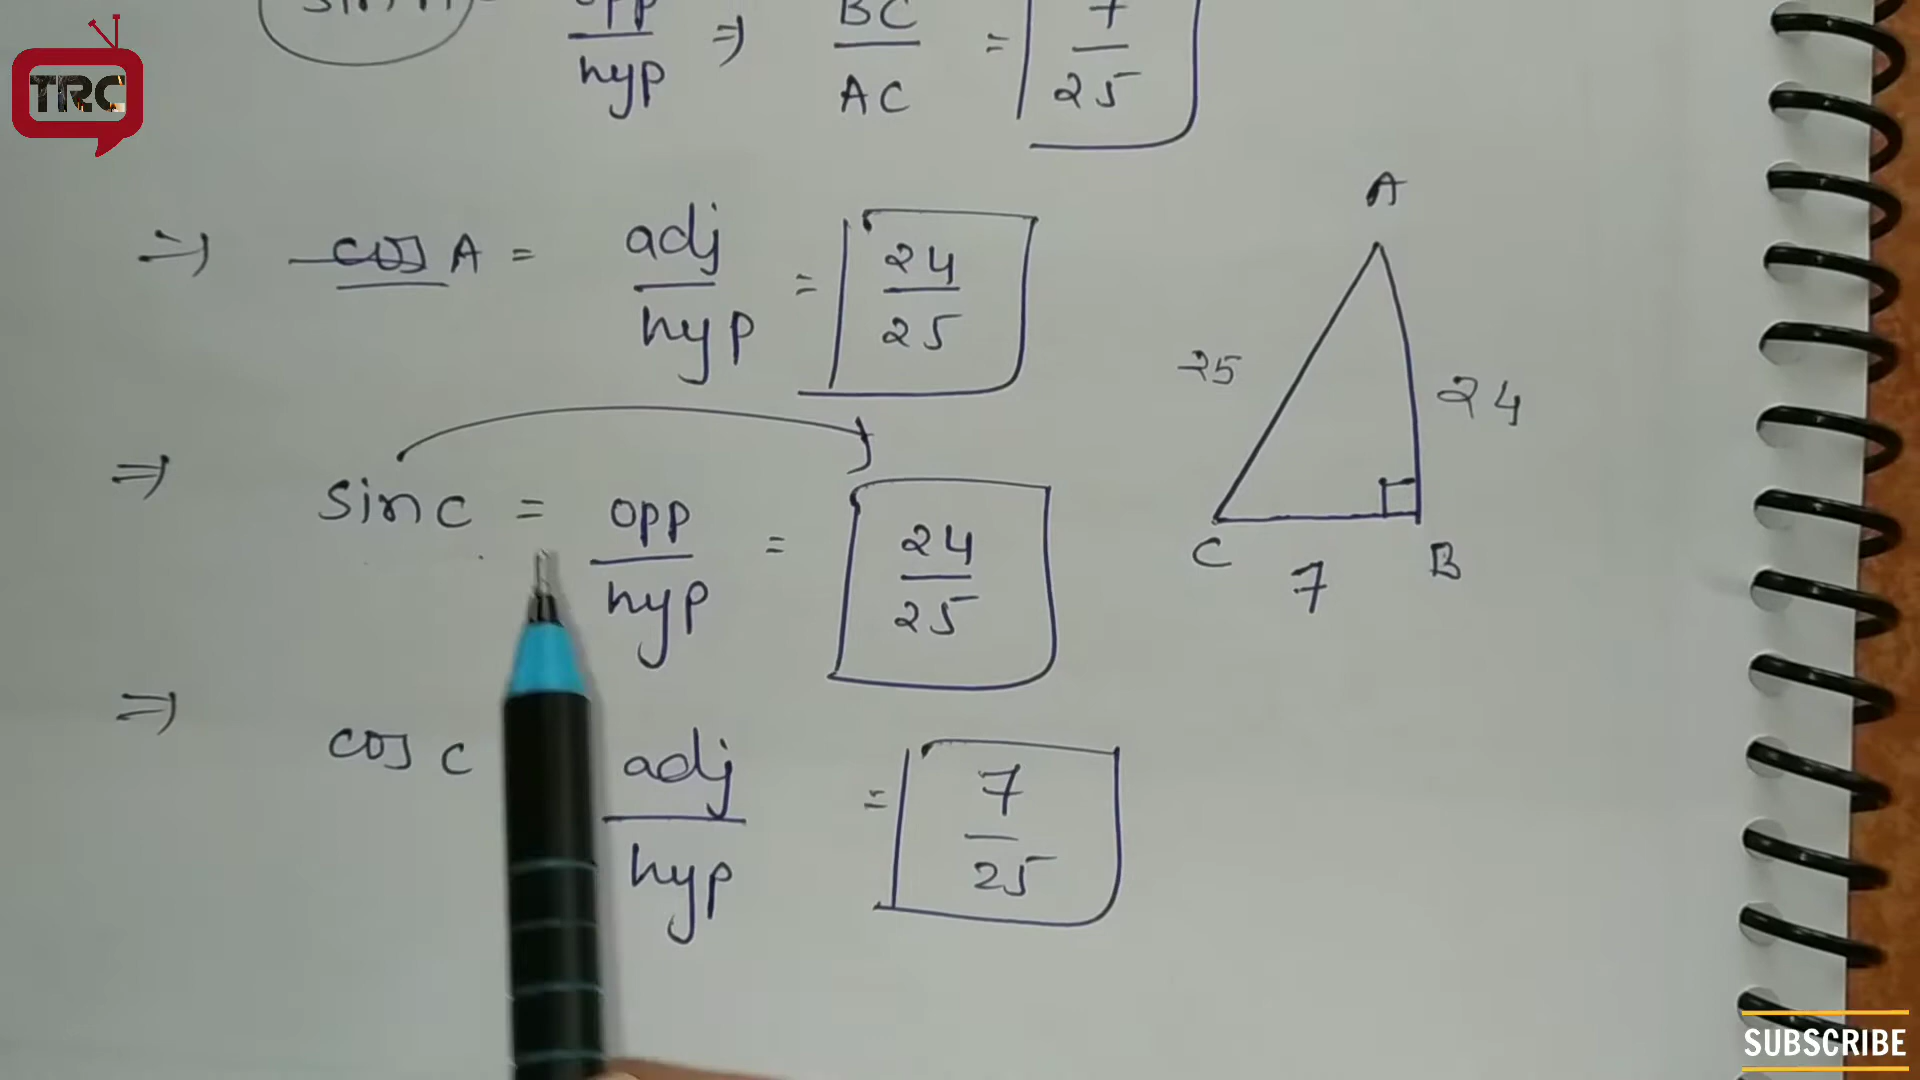 sin A = opp/hyp => BC/AC = 7/25
TRC
=> cos A = adj/hyp = 24/25
=> sin C = opp/hyp = 24/25
=> cos C adj/hyp = 7/25
A
25
24
C
7
B
SUBSCRIBE